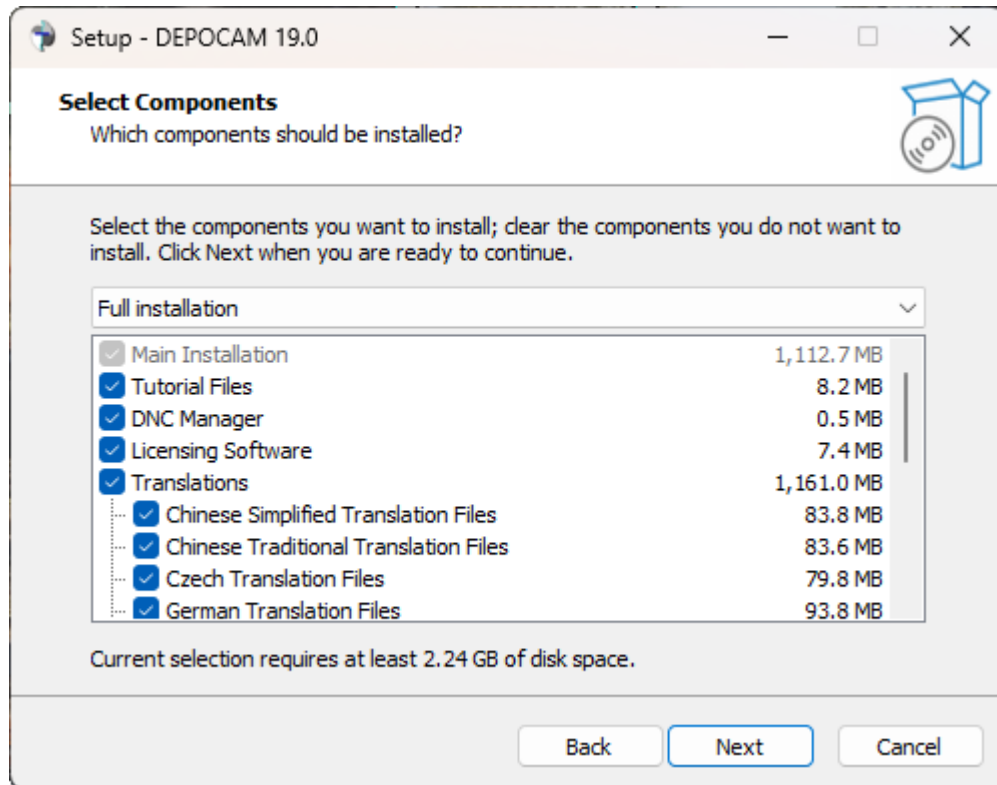 Setup - DEPOCAM 19.0
Select Components
Which components should be installed?
Select the components you want to install; clear the components you do not want to
install. Click Next when you are ready to continue.
Full installation
Main Installation 1,112.7 MB
Tutorial Files 8.2 MB
DNC Manager 0.5 MB
Licensing Software 7.4 MB
Translations 1,161.0 MB
Chinese Simplified Translation Files 83.8 MB
Chinese Traditional Translation Files 83.6 MB
Czech Translation Files 79.8 MB
German Translation Files 93.8 MB
Current selection requires at least 2.24 GB of disk space.
Back Next Cancel